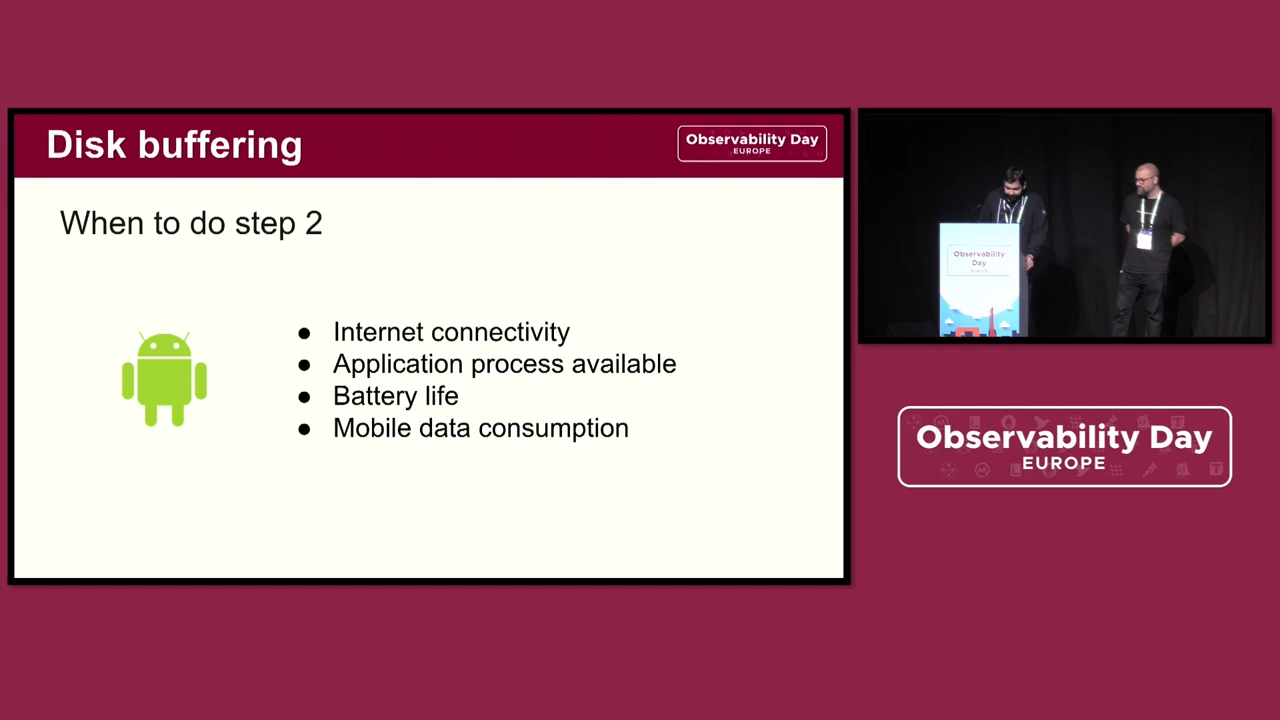 Disk buffering
Observability Day
EUROPE
When to do step 2
● Internet connectivity
● Application process available
● Battery life
● Mobile data consumption
Observability
Day
EUROPE
Observability Day
EUROPE